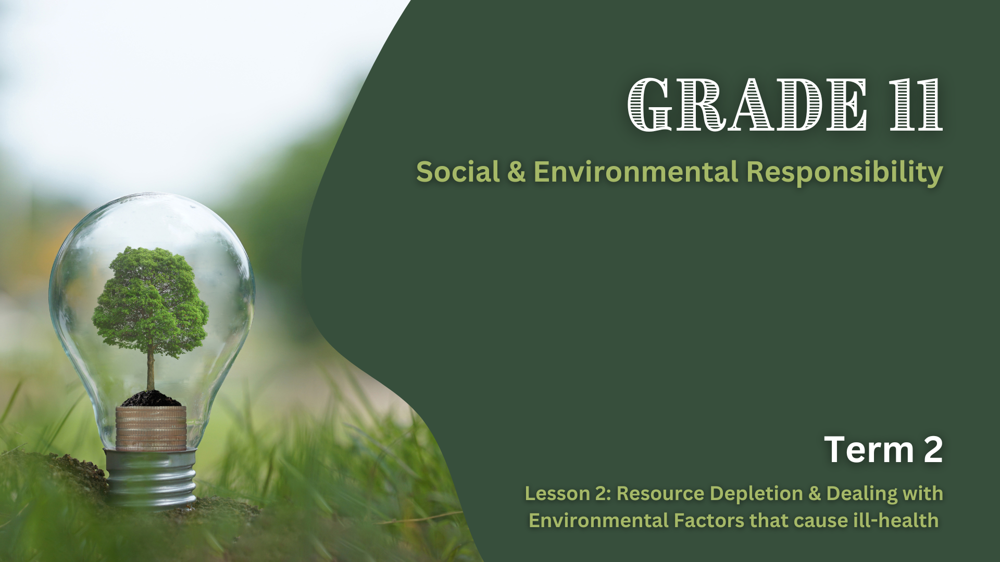 GRADE 11
Social & Environmental Responsibility
Term 2
Lesson 2: Resource Depletion & Dealing with
Environmental Factors that cause ill-health